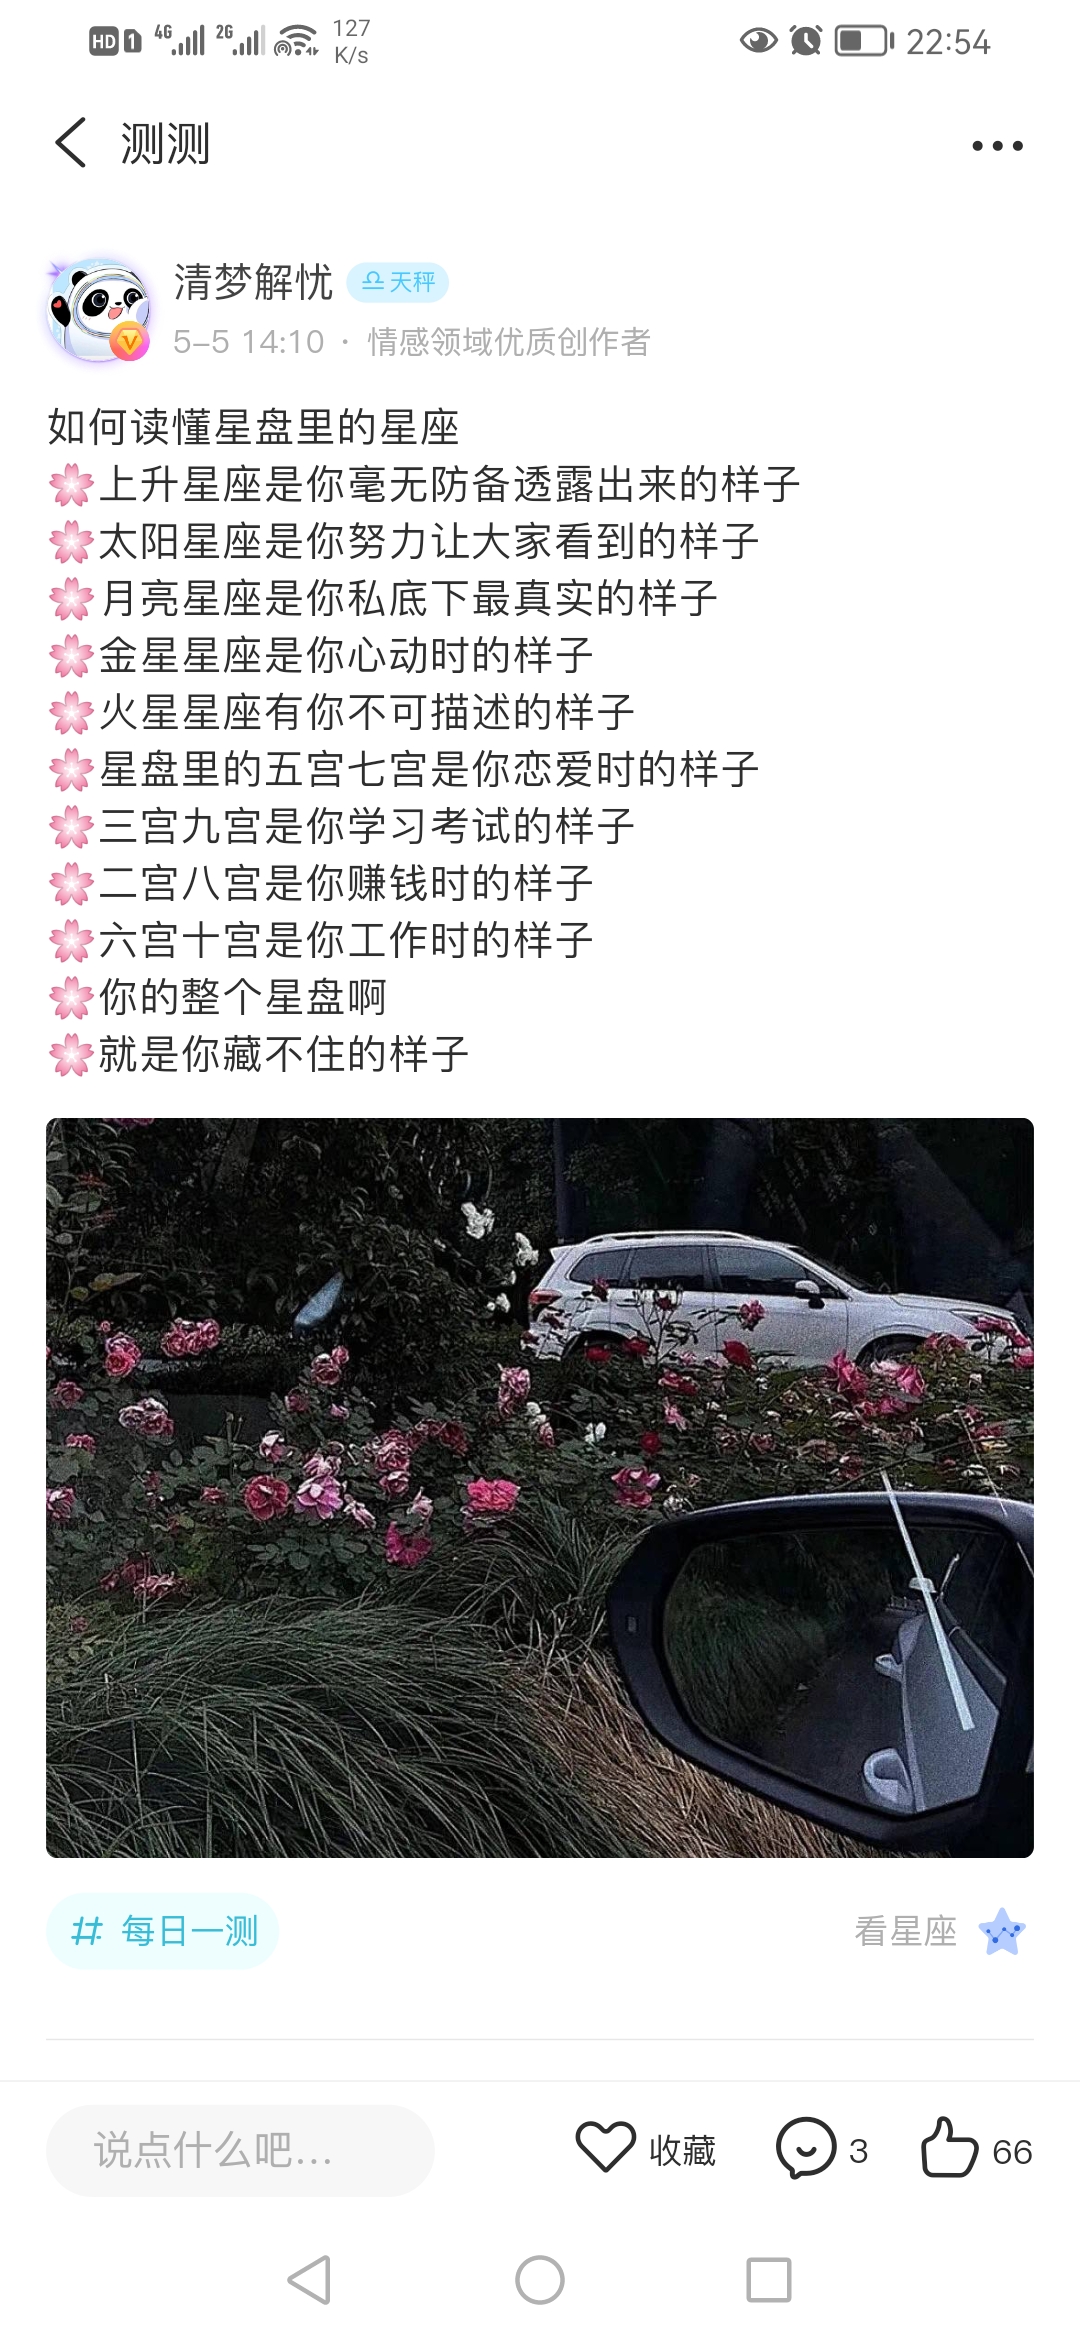 HD 1 4G 2G 127 K/s 22:54
测测
清梦解忧 天秤
5-5 14:10 · 情感领域优质创作者
如何读懂星盘里的星座
🌸上升星座是你毫无防备透露出来的样子
🌸太阳星座是你努力让大家看到的样子
🌸月亮星座是你私底下最真实的样子
🌸金星星座是你心动时的样子
🌸火星星座有你不可描述的样子
🌸星盘里的五宫七宫是你恋爱时的样子
🌸三宫九宫是你学习考试的样子
🌸二宫八宫是你赚钱时的样子
🌸六宫十宫是你工作时的样子
🌸你的整个星盘啊
🌸就是你藏不住的样子
# 每日一测 看星座
说点什么吧... 收藏 3 66